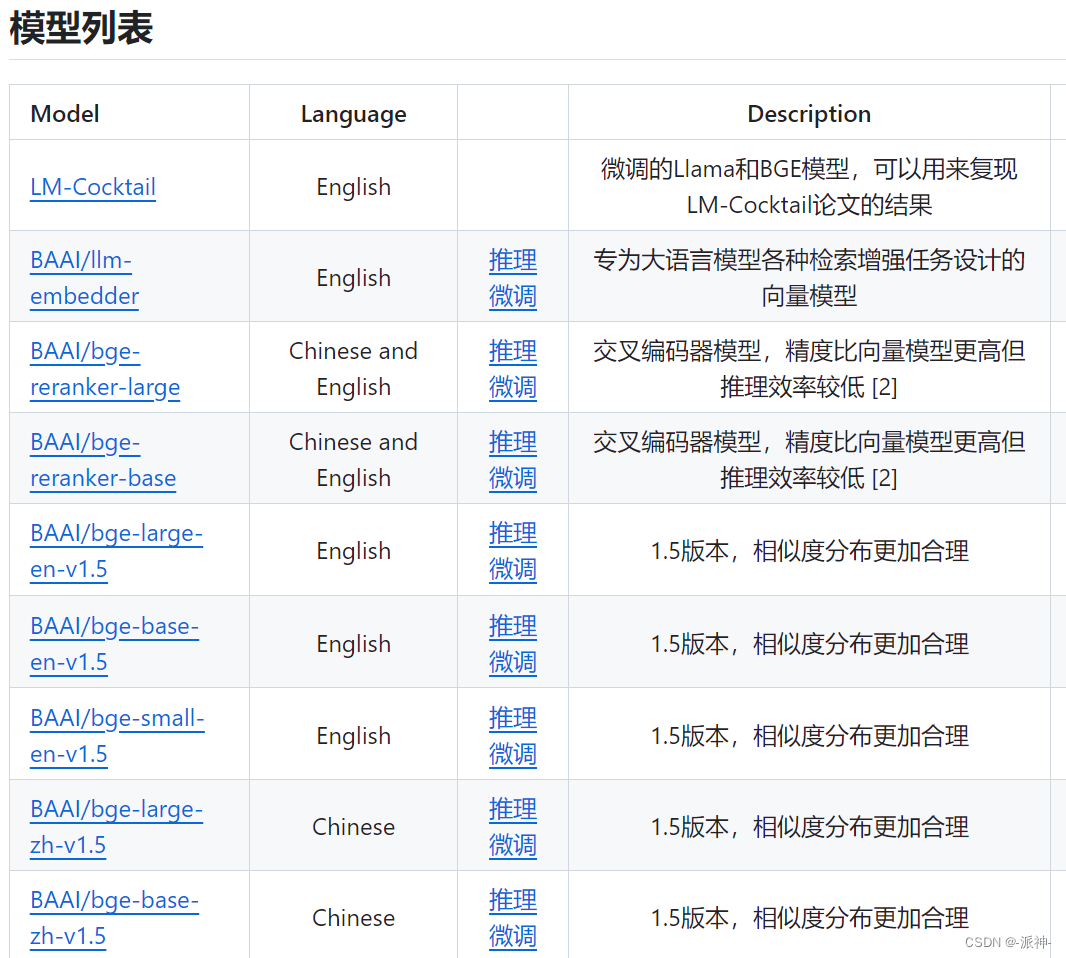 模型列表
Model Language Description
LM-Cocktail English 微调的Llama和BGE模型，可以用来复现
LM-Cocktail论文的结果
BAAI/llm- 推理 专为大语言模型各种检索增强任务设计的
embedder English 微调 向量模型
BAAI/bge- Chinese and 推理 交叉编码器模型，精度比向量模型更高但
reranker-large English 微调 推理效率较低 [2]
BAAI/bge- Chinese and 推理 交叉编码器模型，精度比向量模型更高但
reranker-base English 微调 推理效率较低 [2]
BAAI/bge-large- 推理
en-v1.5 English 微调 1.5版本，相似度分布更加合理
BAAI/bge-base- 推理
en-v1.5 English 微调 1.5版本，相似度分布更加合理
BAAI/bge-small- 推理
en-v1.5 English 微调 1.5版本，相似度分布更加合理
BAAI/bge-large- 推理
zh-v1.5 Chinese 微调 1.5版本，相似度分布更加合理
BAAI/bge-base- 推理
zh-v1.5 Chinese 微调 1.5版本，相似度分布更加合理
CSDN @-派神-